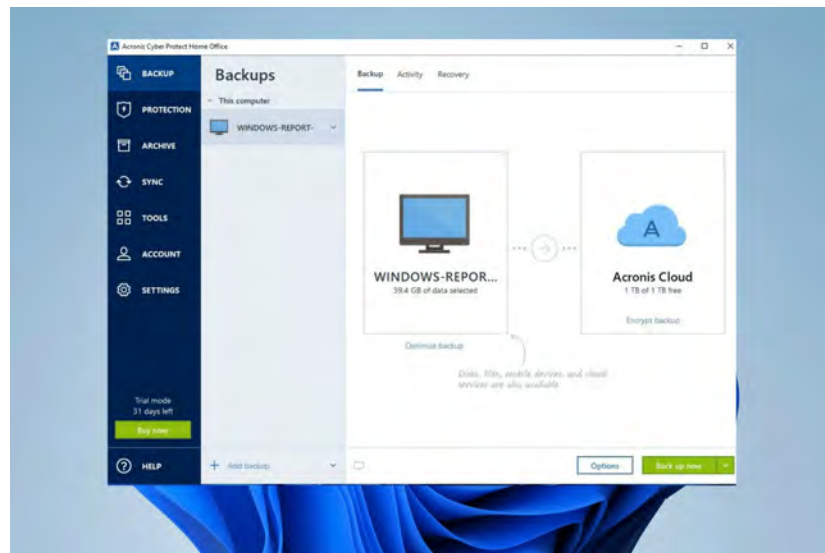 Acronis Cyber Protect Home Office
BACKUP
PROTECTION
ARCHIVE
SYNC
TOOLS
ACCOUNT
SETTINGS
Trial mode
31 days left
Buy now
HELP
Backups
This computer
WINDOWS-REPORT-
Add backup
Backup Activity Recovery
WINDOWS-REPOR...
39.4 GB of data selected
Optimize backup
Acronis Cloud
1 TB of 1 TB free
Encrypt backup
Disks, files, mobile devices, and cloud
services are also available
Options
Back up now